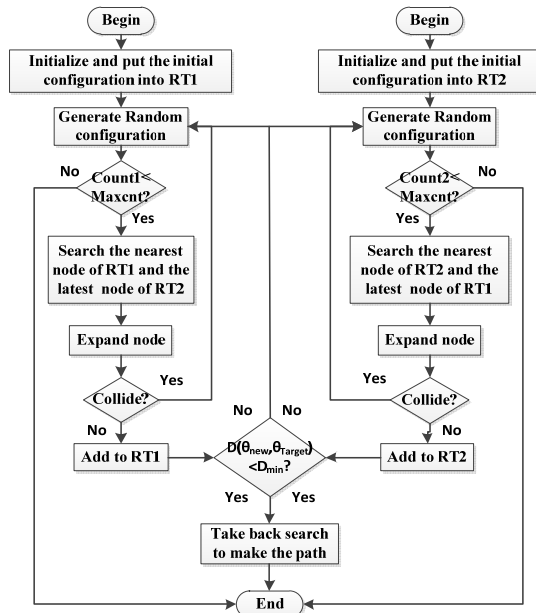 Begin
Initialize and put the initial
configuration into RT1
Generate Random
configuration
No
Count1<
Maxcnt?
Yes
Search the nearest
node of RT1 and the
latest node of RT2
Expand node
Collide?
Yes
No
Add to RT1
Begin
Initialize and put the initial
configuration into RT2
Generate Random
configuration
No
Count2<
Maxcnt?
Yes
Search the nearest
node of RT2 and the
latest node of RT1
Expand node
Yes
Collide?
No
Add to RT2
No No
D(θnew,θTarget)
<Dmin?
Yes Yes
Take back search
to make the path
End